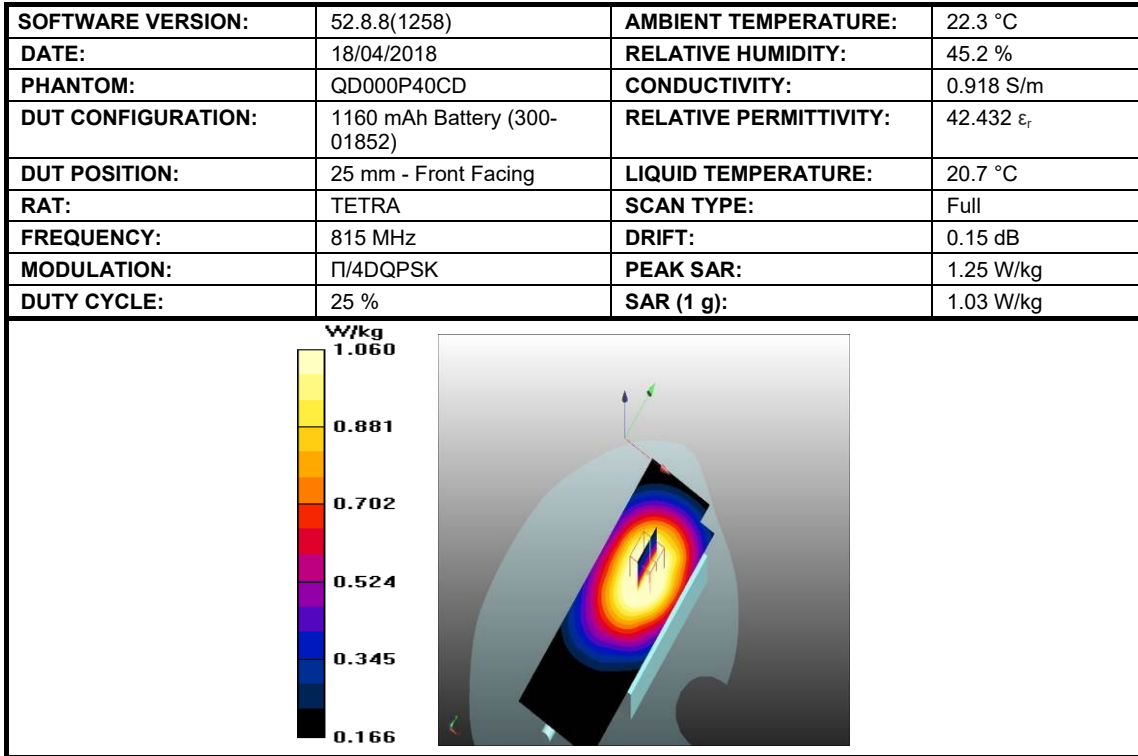 SOFTWARE VERSION: 52.8.8(1258) AMBIENT TEMPERATURE: 22.3 °C
DATE: 18/04/2018 RELATIVE HUMIDITY: 45.2 %
PHANTOM: QD000P40CD CONDUCTIVITY: 0.918 S/m
DUT CONFIGURATION: 1160 mAh Battery (300- RELATIVE PERMITTIVITY: 42.432 εr
01852)
DUT POSITION: 25 mm - Front Facing LIQUID TEMPERATURE: 20.7 °C
RAT: TETRA SCAN TYPE: Full
FREQUENCY: 815 MHz DRIFT: 0.15 dB
MODULATION: Π/4DQPSK PEAK SAR: 1.25 W/kg
DUTY CYCLE: 25 % SAR (1 g): 1.03 W/kg
W/kg
1.060
0.881
0.702
0.524
0.345
0.166